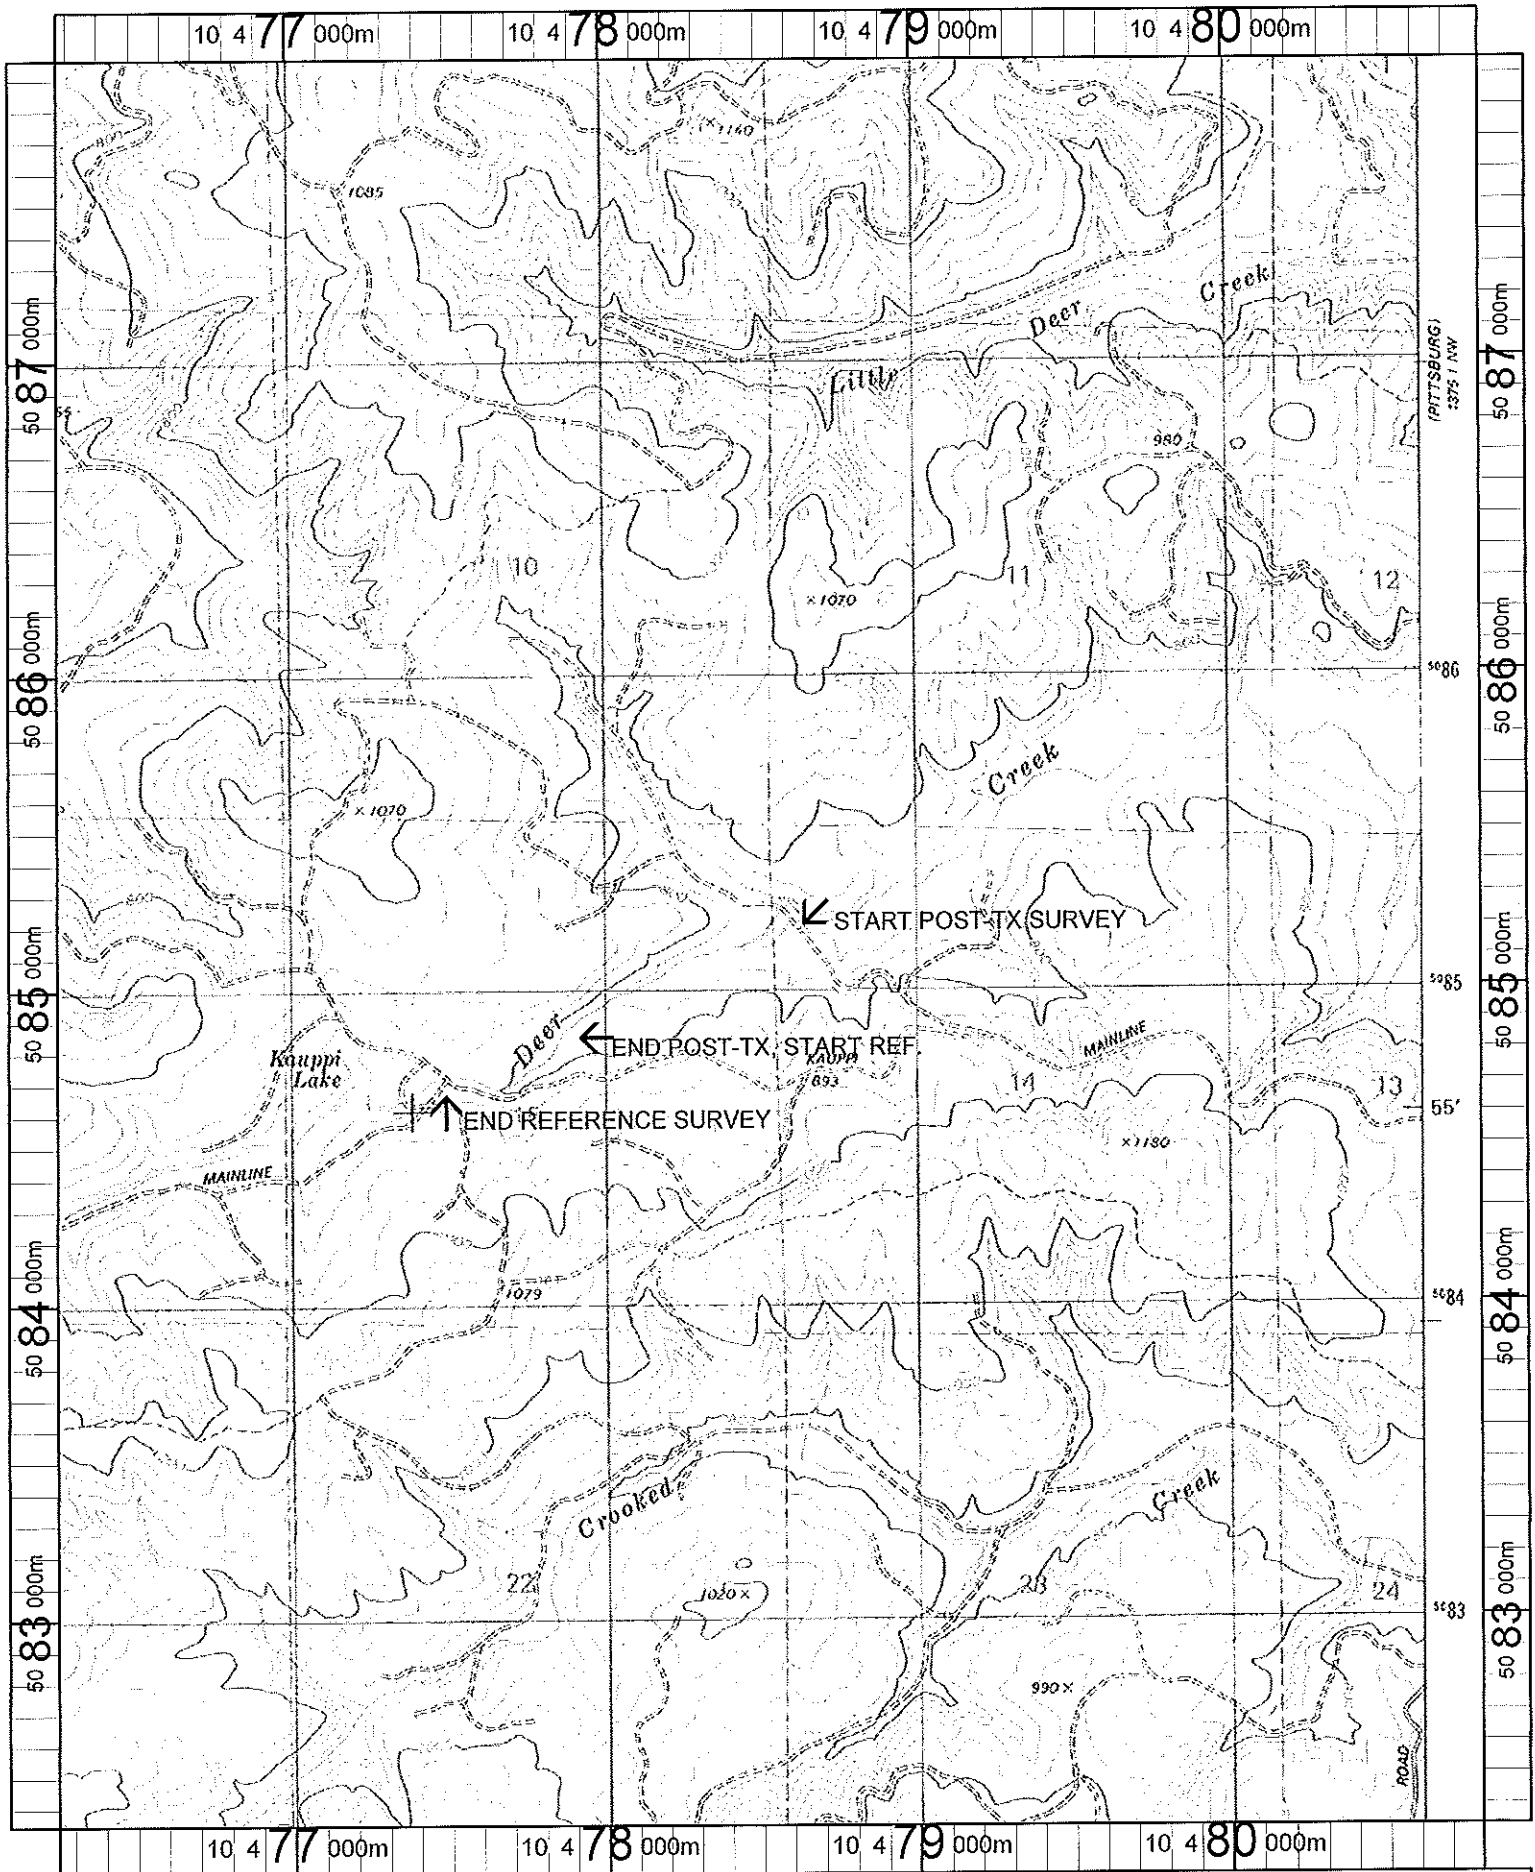 10 4 77 000m 10 4 78 000m 10 4 79 000m 10 4 80 000m
×1140
1085
Creek
Deer
Little
50 87 000m
50 87 000m
(PITTSBURG)
1375 I NW
980
10
11
12
×1070
50 86 000m
5086
50 86 000m
Creek
×1070
START POST-TX SURVEY
50 85 000m
5085
50 85 000m
Deer
END POST-TX, START REF.
MAINLINE
KAUPPI
893
Kauppi
Lake
14
13
55'
END REFERENCE SURVEY
×1180
MAINLINE
1079
50 84 000m
5084
50 84 000m
Crooked
Creek
22
23
24
1020×
50 83 000m
5083
50 83 000m
990×
ROAD
10 4 77 000m 10 4 78 000m 10 4 79 000m 10 4 80 000m